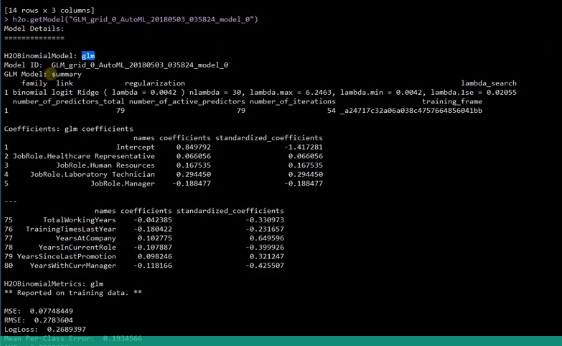 [14 rows x 3 columns]
> h2o.getModel("GLM_grid_0_AutoML_20180503_035824_model_0")
Model Details:
==============
H2OBinomialModel: glm
Model ID:  GLM_grid_0_AutoML_20180503_035824_model_0
GLM Model: summary
family  link  regularization  lambda_search
1 binomial logit Ridge ( lambda = 0.0042 ) nlambda = 30, lambda.max = 6.2463, lambda.min = 0.0042, lambda.1se = 0.02055
number_of_predictors_total number_of_active_predictors number_of_iterations  training_frame
1  79  79  54 _a24717c32a06a038c4757664856041bb
Coefficients: glm coefficients
names coefficients standardized_coefficients
1 Intercept 0.849792 -1.417281
2 JobRole.Healthcare Representative 0.066056 0.066056
3 JobRole.Human Resources 0.167535 0.167535
4 JobRole.Laboratory Technician 0.294450 0.294450
5 JobRole.Manager -0.188477 -0.188477
---
names coefficients standardized_coefficients
75 TotalWorkingYears -0.042385 -0.330973
76 TrainingTimesLastYear -0.180422 -0.231657
77 YearsAtCompany 0.102775 0.649596
78 YearsInCurrentRole -0.107887 -0.399926
79 YearsSinceLastPromotion 0.098246 0.321247
80 YearsWithCurrManager -0.118166 -0.425507
H2OBinomialMetrics: glm
** Reported on training data. **
MSE:  0.07748449
RMSE:  0.2783604
LogLoss:  0.2689397
Mean Per-Class Error:  0.1934566